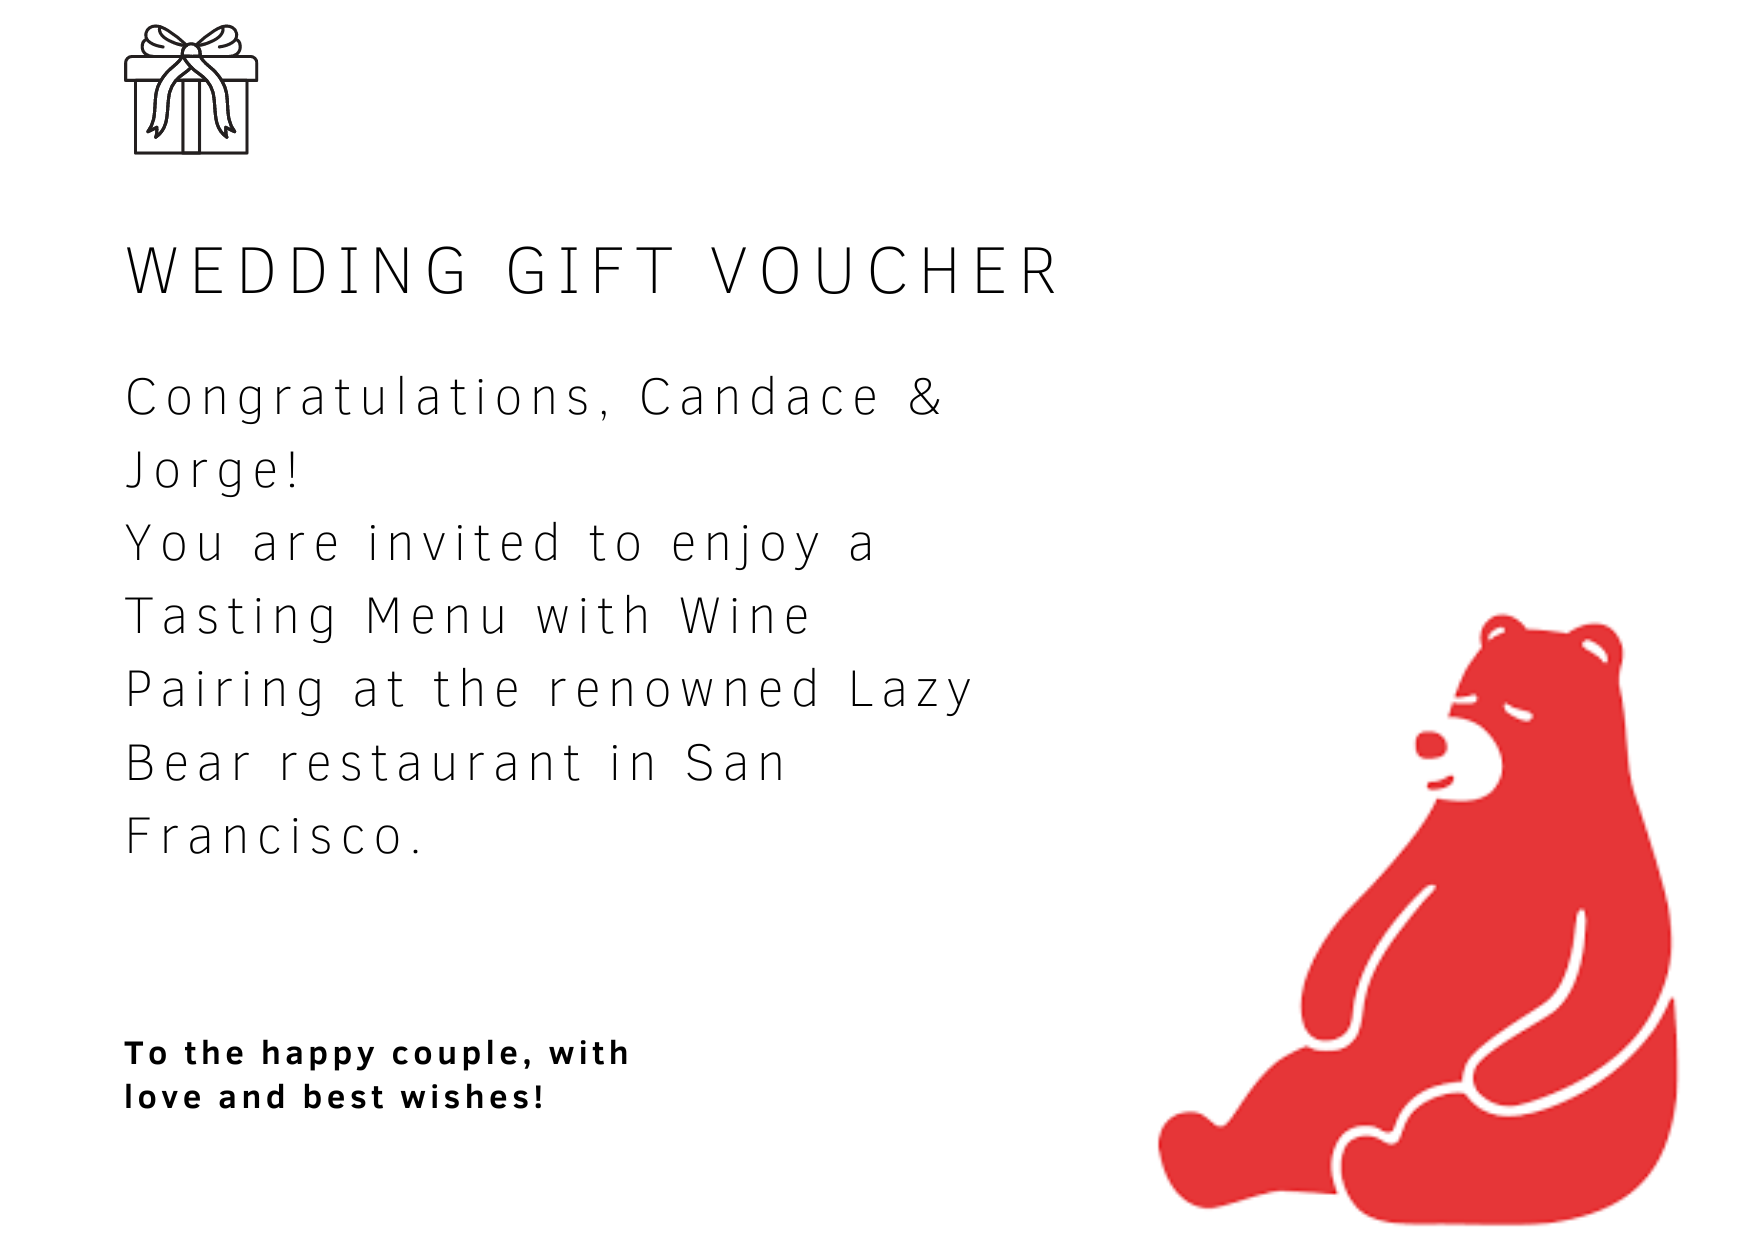 WEDDING GIFT VOUCHER
Congratulations, Candace &
Jorge!
You are invited to enjoy a
Tasting Menu with Wine
Pairing at the renowned Lazy
Bear restaurant in San
Francisco.
To the happy couple, with
love and best wishes!